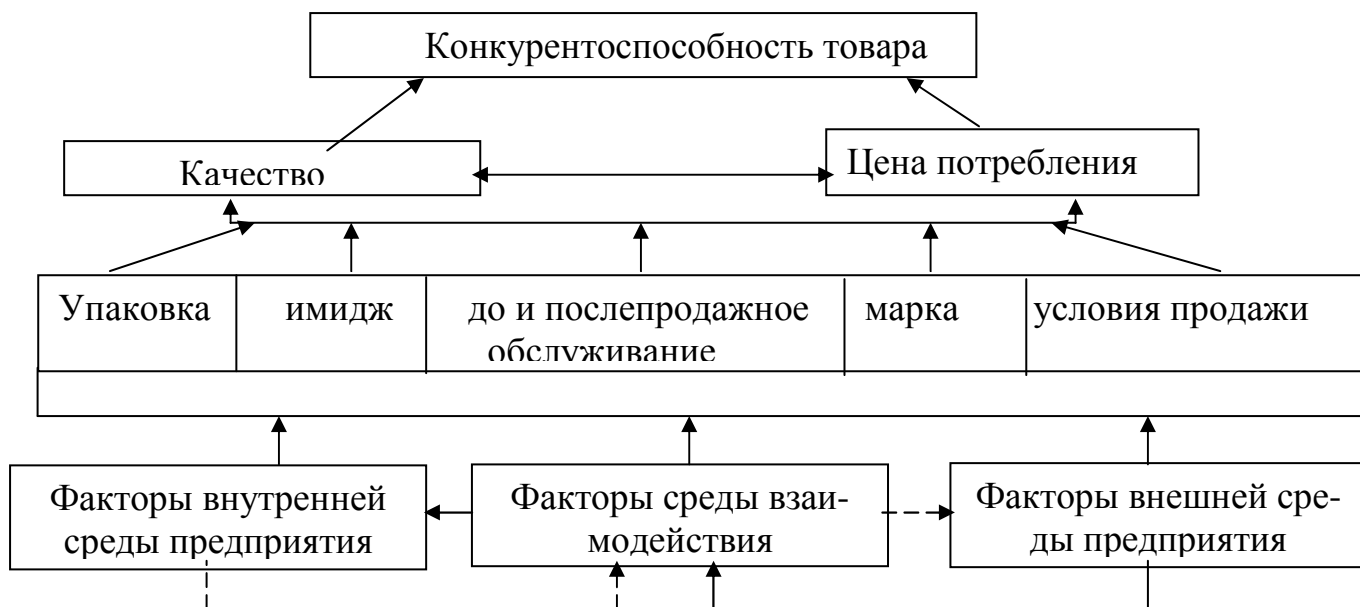 Конкурентоспособность товара
Качество
Цена потребления
Упаковка
имидж
до и послепродажное
обслуживание
марка
условия продажи
Факторы внутренней
среды предприятия
Факторы среды взаи-
модействия
Факторы внешней сре-
ды предприятия